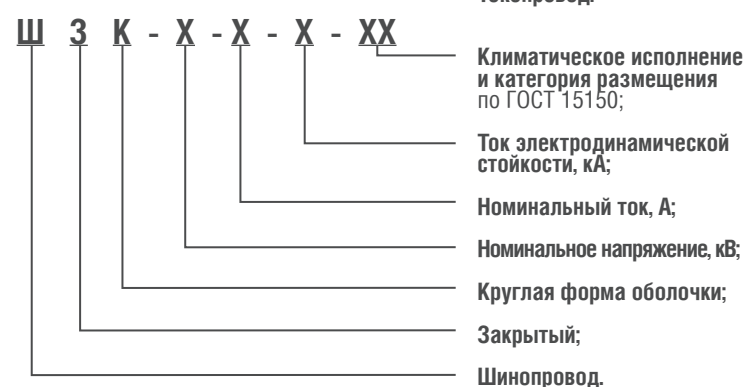 Ш З К - Х - Х - Х - ХХ
Климатическое исполнение
и категория размещения
по ГОСТ 15150;
Ток электродинамической
стойкости, кА;
Номинальный ток, А;
Номинальное напряжение, кВ;
Круглая форма оболочки;
Закрытый;
Шинопровод.